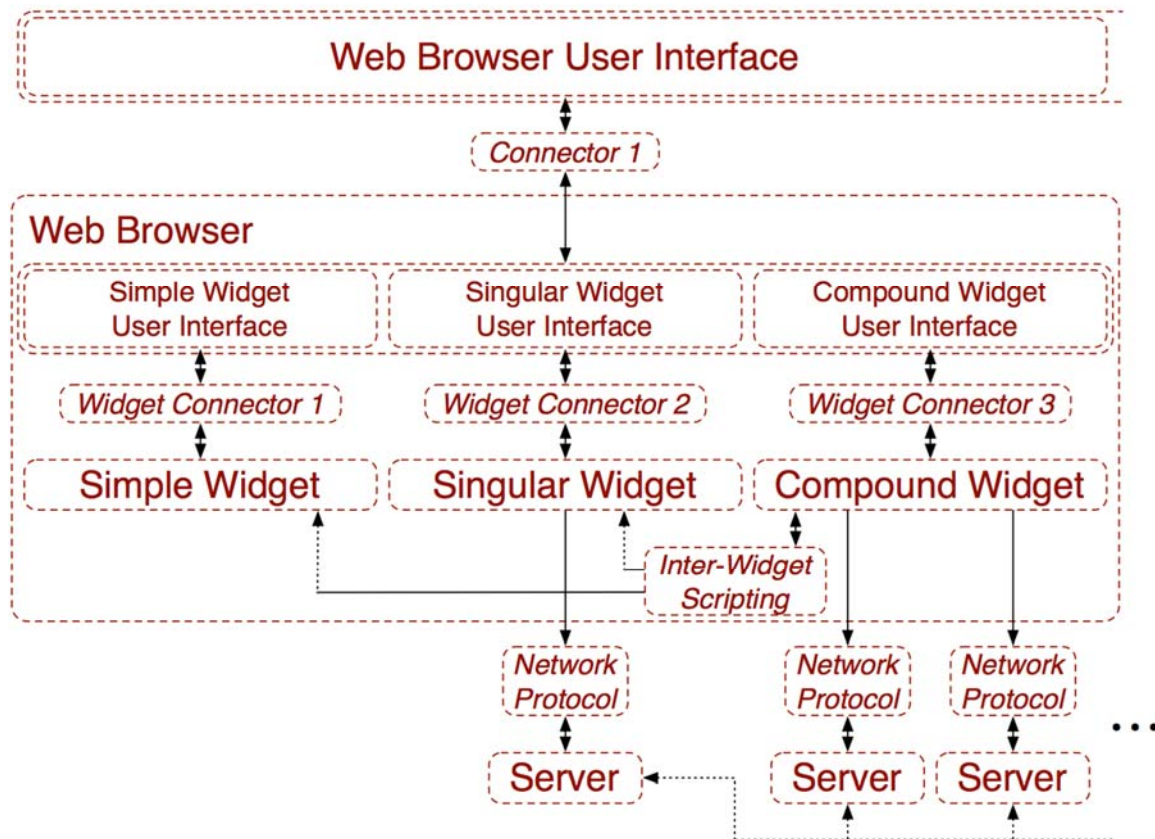 Web Browser User Interface
Connector 1
Web Browser
Simple Widget
User Interface
Singular Widget
User Interface
Compound Widget
User Interface
Widget Connector 1
Widget Connector 2
Widget Connector 3
Simple Widget
Singular Widget
Compound Widget
Inter-Widget
Scripting
Network
Protocol
Network
Protocol
Network
Protocol
...
Server
Server
Server